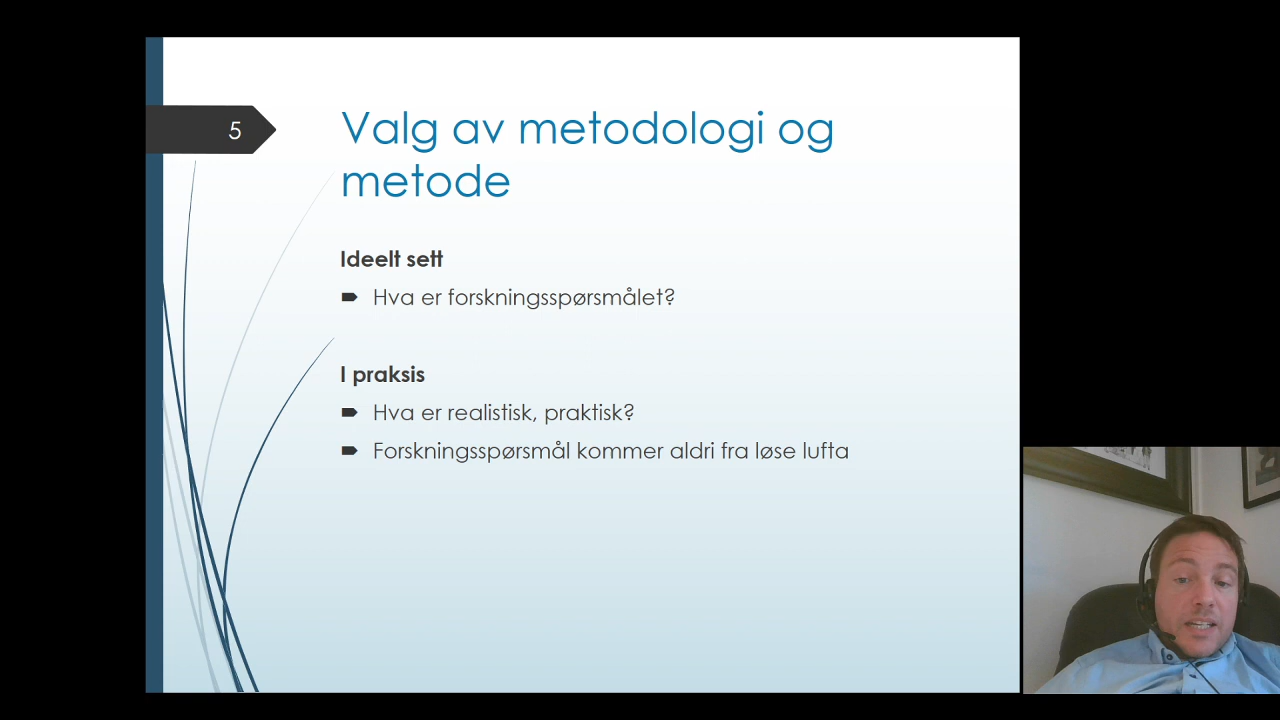 5
Valg av metodologi og
metode
Ideelt sett
Hva er forskningsspørsmålet?
I praksis
Hva er realistisk, praktisk?
Forskningsspørsmål kommer aldri fra løse lufta